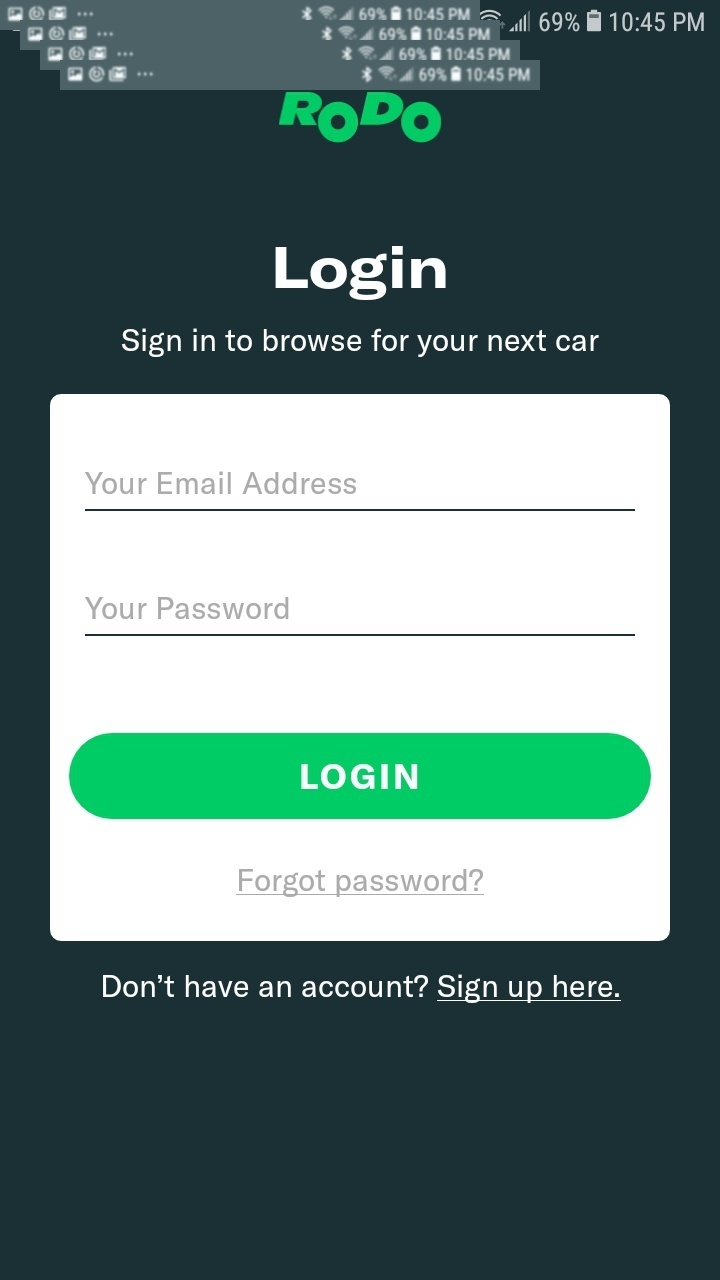 69% 10:45 PM
69% 10:45 PM
69% 10:45 PM
69% 10:45 PM
69% 10:45 PM
RoDo
Login
Sign in to browse for your next car
Your Email Address
Your Password
LOGIN
Forgot password?
Don’t have an account? Sign up here.